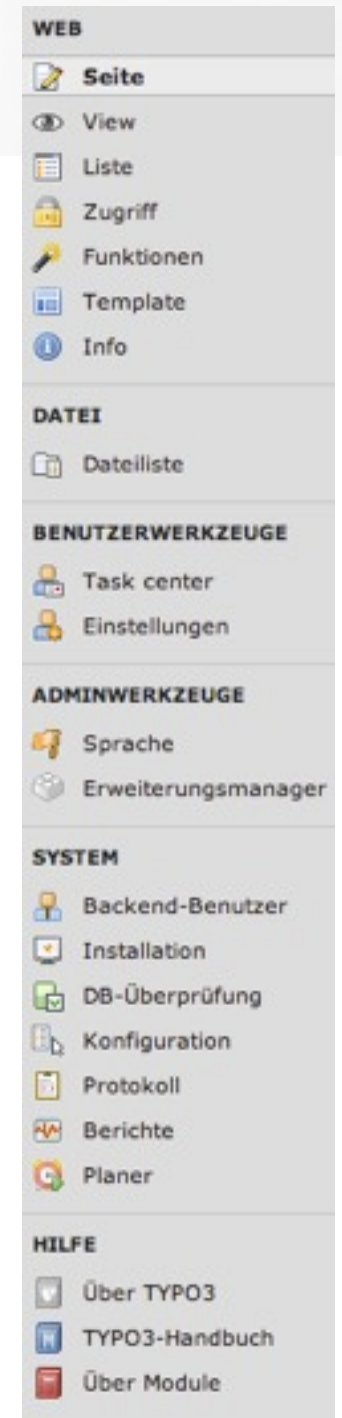 WEB
Seite
View
Liste
Zugriff
Funktionen
Template
Info
DATEI
Dateiliste
BENUTZERWERKZEUGE
Task center
Einstellungen
ADMINWERKZEUGE
Sprache
Erweiterungsmanager
SYSTEM
Backend-Benutzer
Installation
DB-Überprüfung
Konfiguration
Protokoll
Berichte
Planer
HILFE
Über TYPO3
TYPO3-Handbuch
Über Module